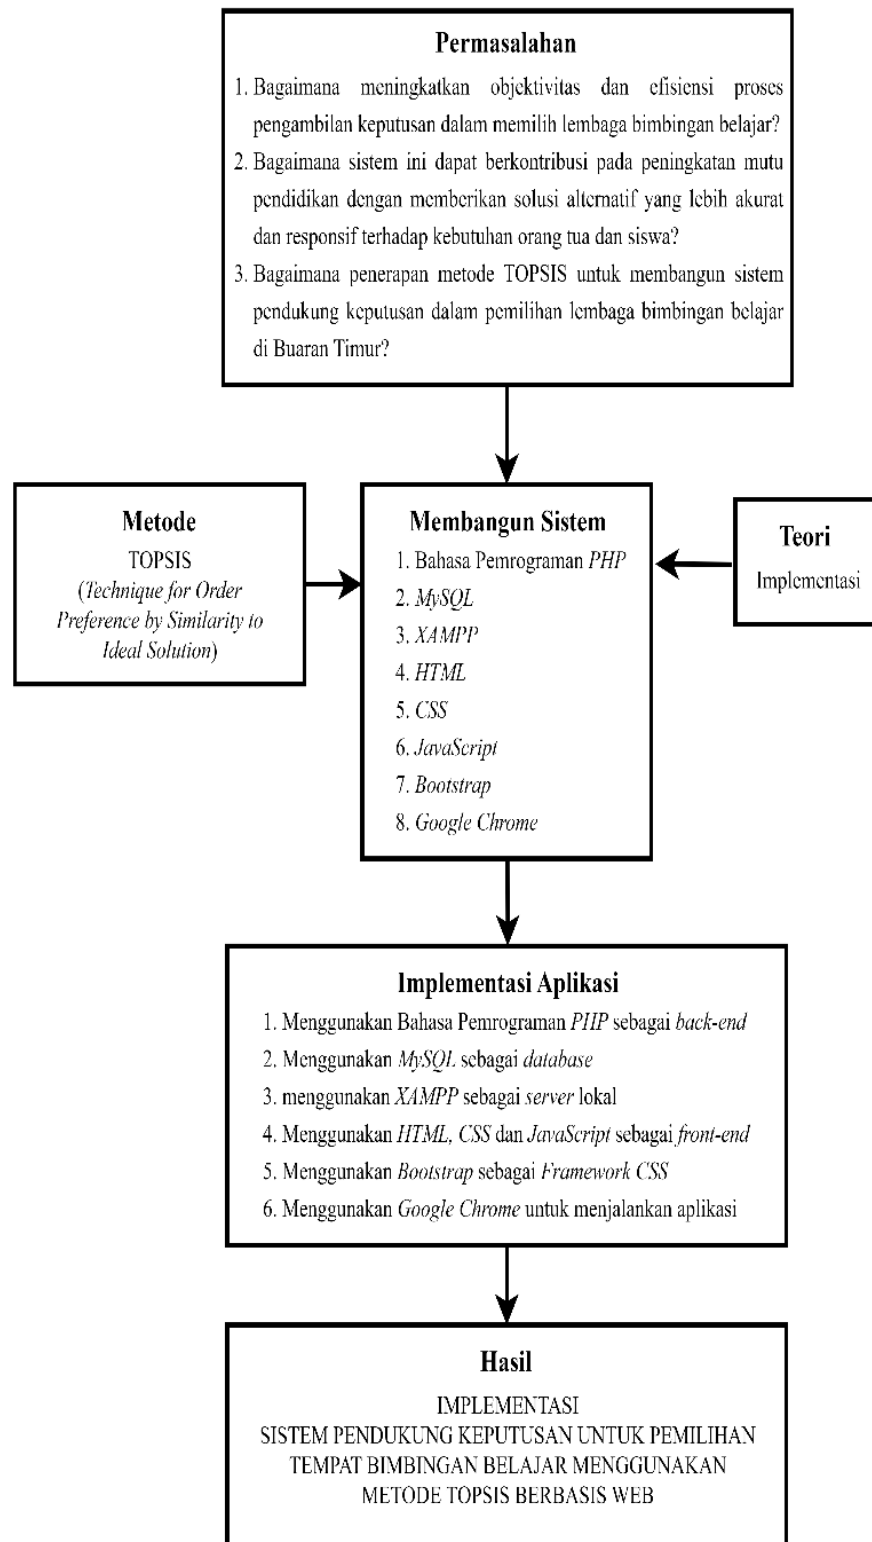 Permasalahan
1. Bagaimana meningkatkan objektivitas dan efisiensi proses
pengambilan keputusan dalam memilih lembaga bimbingan belajar?
2. Bagaimana sistem ini dapat berkontribusi pada peningkatan mutu
pendidikan dengan memberikan solusi alternatif yang lebih akurat
dan responsif terhadap kebutuhan orang tua dan siswa?
3. Bagaimana penerapan metode TOPSIS untuk membangun sistem
pendukung keputusan dalam pemilihan lembaga bimbingan belajar
di Buaran Timur?
Metode
TOPSIS
(Technique for Order
Preference by Similarity to
Ideal Solution)
Membangun Sistem
1. Bahasa Pemrograman PHP
2. MySQL
3. XAMPP
4. HTML
5. CSS
6. JavaScript
7. Bootstrap
8. Google Chrome
Teori
Implementasi
Implementasi Aplikasi
1. Menggunakan Bahasa Pemrograman PHP sebagai back-end
2. Menggunakan MySQL sebagai database
3. menggunakan XAMPP sebagai server lokal
4. Menggunakan HTML, CSS dan JavaScript sebagai front-end
5. Menggunakan Bootstrap sebagai Framework CSS
6. Menggunakan Google Chrome untuk menjalankan aplikasi
Hasil
IMPLEMENTASI
SISTEM PENDUKUNG KEPUTUSAN UNTUK PEMILIHAN
TEMPAT BIMBINGAN BELAJAR MENGGUNAKAN
METODE TOPSIS BERBASIS WEB